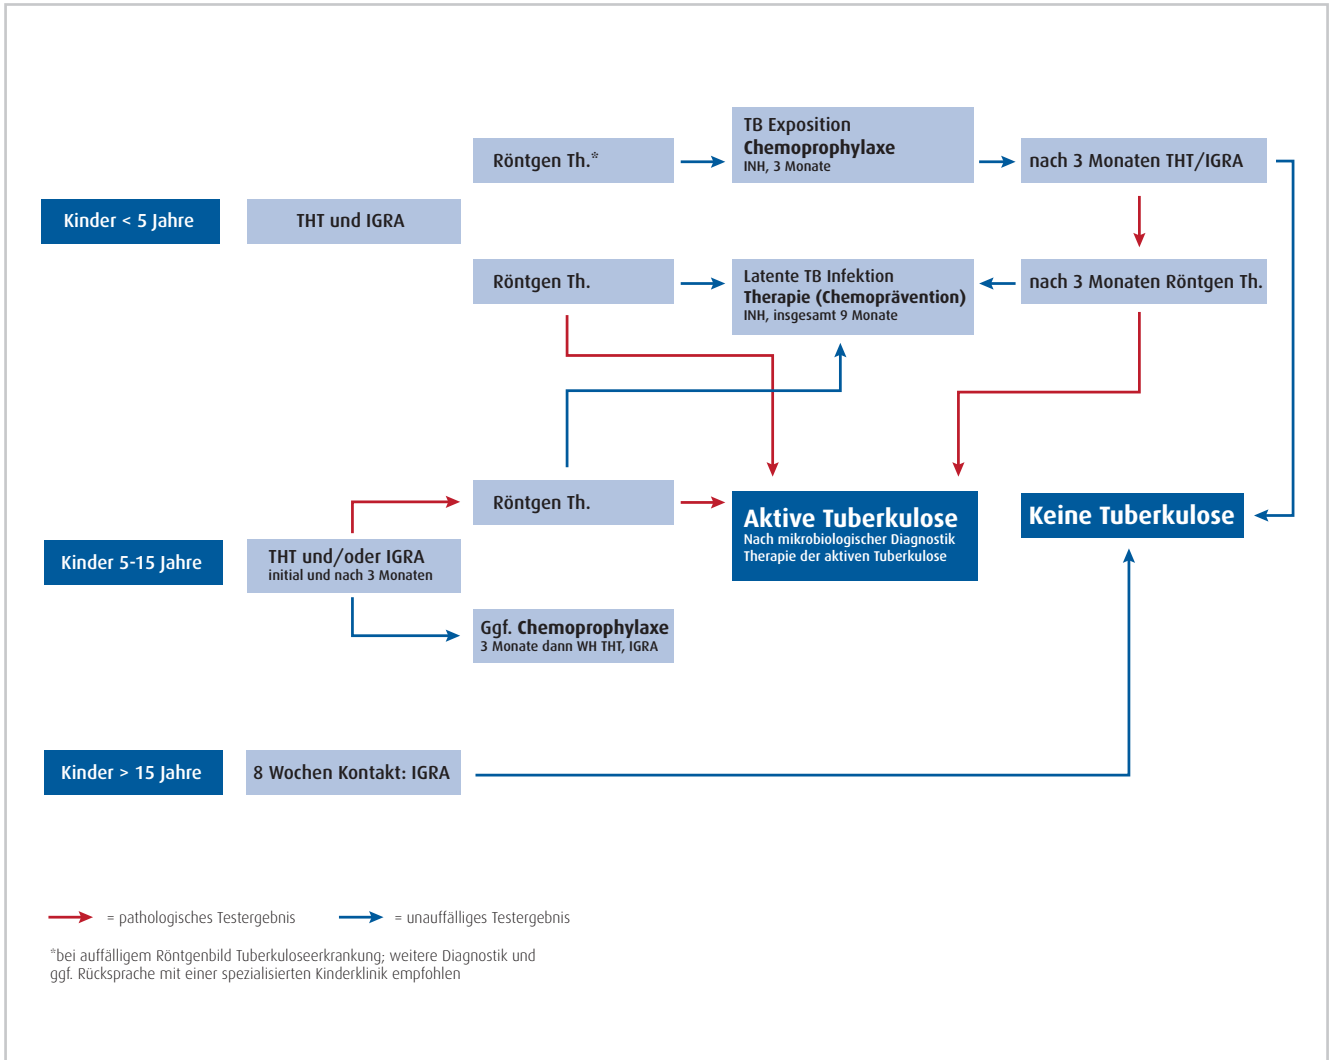 Röntgen Th.*
TB Exposition
Chemoprophylaxe
INH, 3 Monate
nach 3 Monaten THT/IGRA
Kinder < 5 Jahre
THT und IGRA
Röntgen Th.
Latente TB Infektion
Therapie (Chemoprävention)
INH, insgesamt 9 Monate
nach 3 Monaten Röntgen Th.
Röntgen Th.
Aktive Tuberkulose
Nach mikrobiologischer Diagnostik
Therapie der aktiven Tuberkulose
Keine Tuberkulose
Kinder 5-15 Jahre
THT und/oder IGRA
initial und nach 3 Monaten
Ggf. Chemoprophylaxe
3 Monate dann WH THT, IGRA
Kinder > 15 Jahre
8 Wochen Kontakt: IGRA
= pathologisches Testergebnis
= unauffälliges Testergebnis
*bei auffälligem Röntgenbild Tuberkuloseerkrankung; weitere Diagnostik und
ggf. Rücksprache mit einer spezialisierten Kinderklinik empfohlen